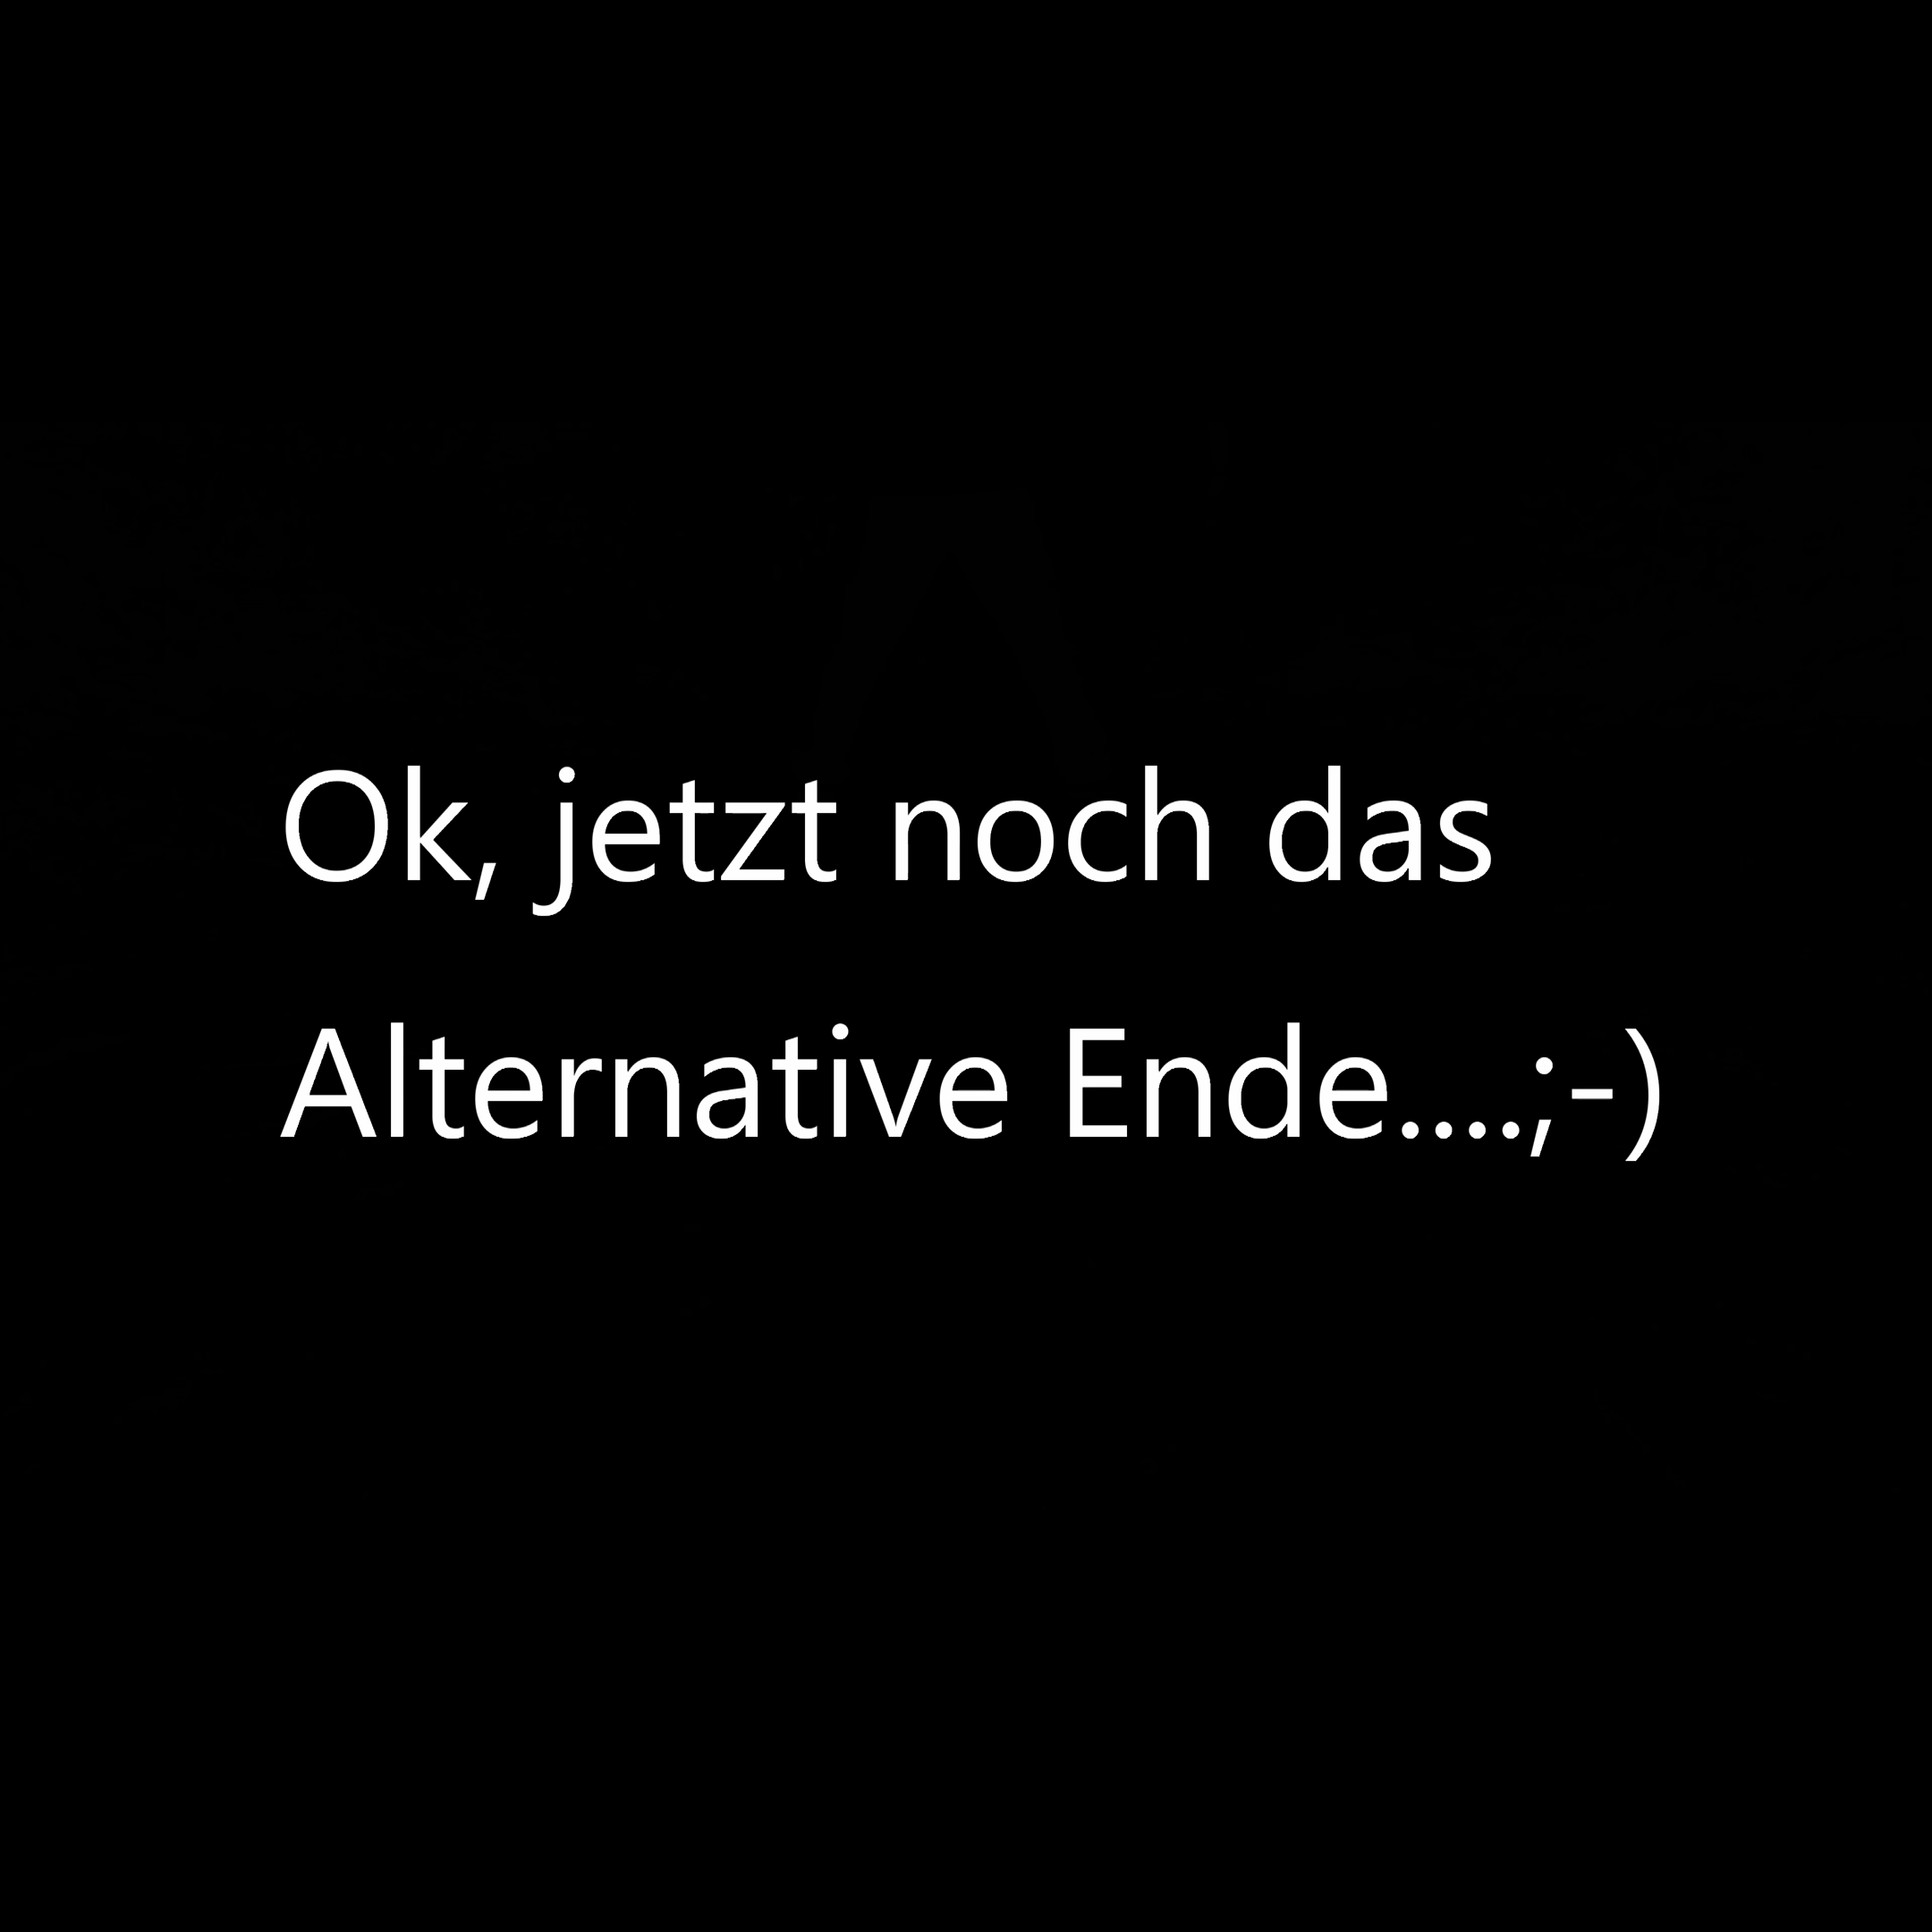 Ok, jetzt noch das
Alternative Ende....;-)